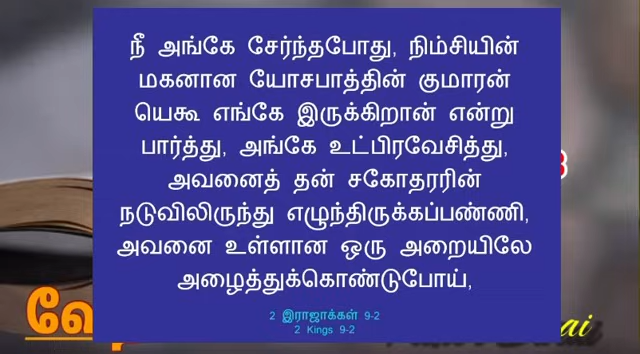 நீ அங்கே சேர்ந்தபோது, நிம்சியின்
மகனான யோசபாத்தின் குமாரன்
யெகூ எங்கே இருக்கிறான் என்று
பார்த்து, அங்கே உட்பிரவேசித்து,
அவனைத் தன் சகோதரரின்
நடுவிலிருந்து எழுந்திருக்கப்பண்ணி,
அவனை உள்ளான ஒரு அறையிலே
அழைத்துக்கொண்டுபோய்,
2 இராஜாக்கள் 9-2
2 Kings 9-2